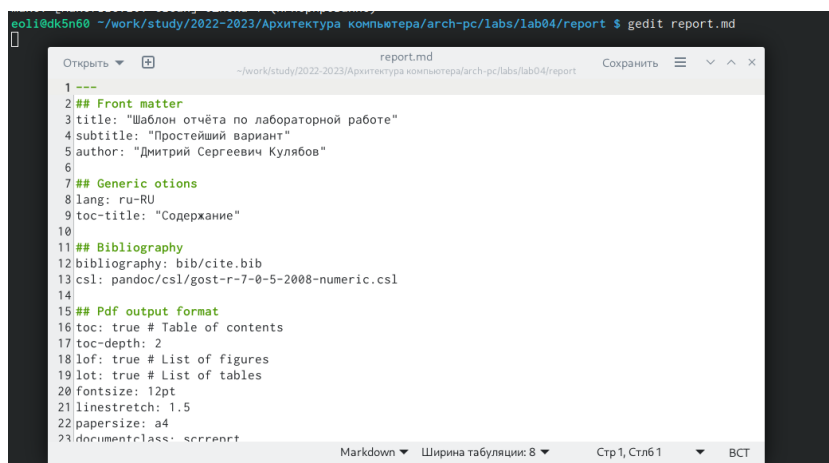 eoli@dk5n60 ~/work/study/2022-2023/Архитектура компьютера/arch-pc/labs/lab04/report $ gedit report.md
Открыть
report.md
~/work/study/2022-2023/Архитектура компьютера/arch-pc/labs/lab04/report
Сохранить
1 ---
2 ## Front matter
3 title: "Шаблон отчёта по лабораторной работе"
4 subtitle: "Простейший вариант"
5 author: "Дмитрий Сергеевич Кулябов"
6
7 ## Generic otions
8 lang: ru-RU
9 toc-title: "Содержание"
10
11 ## Bibliography
12 bibliography: bib/cite.bib
13 csl: pandoc/csl/gost-r-7-0-5-2008-numeric.csl
14
15 ## Pdf output format
16 toc: true # Table of contents
17 toc-depth: 2
18 lof: true # List of figures
19 lot: true # List of tables
20 fontsize: 12pt
21 linestretch: 1.5
22 papersize: a4
23 documentclass: scrreprt
Markdown Ширина табуляции: 8 Стр 1, Стлб 1 ВСТ